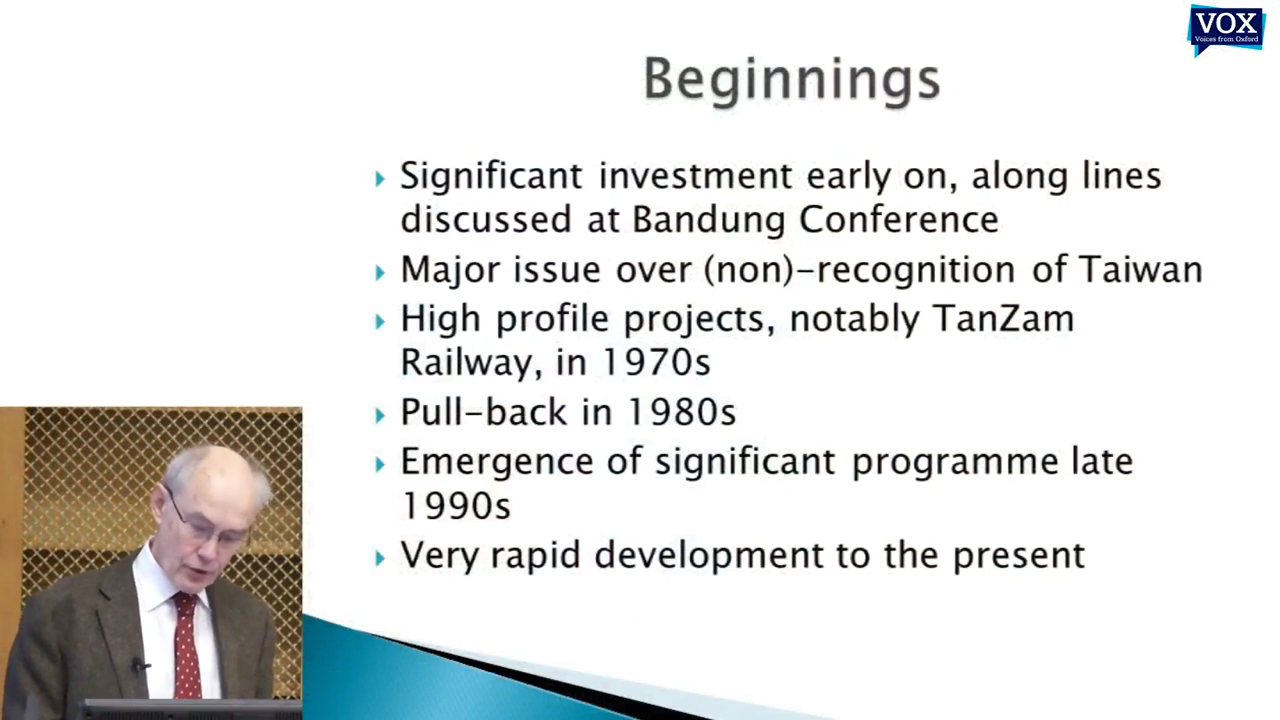 VOX
Voices from Oxford
Beginnings
Significant investment early on, along lines
discussed at Bandung Conference
Major issue over (non)-recognition of Taiwan
High profile projects, notably TanZam
Railway, in 1970s
Pull-back in 1980s
Emergence of significant programme late
1990s
Very rapid development to the present